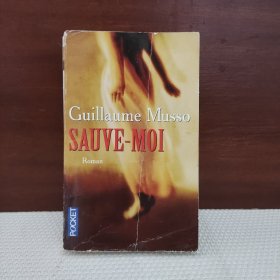 Guillaume Musso
SAUVE-MOI
Roman
POCKET